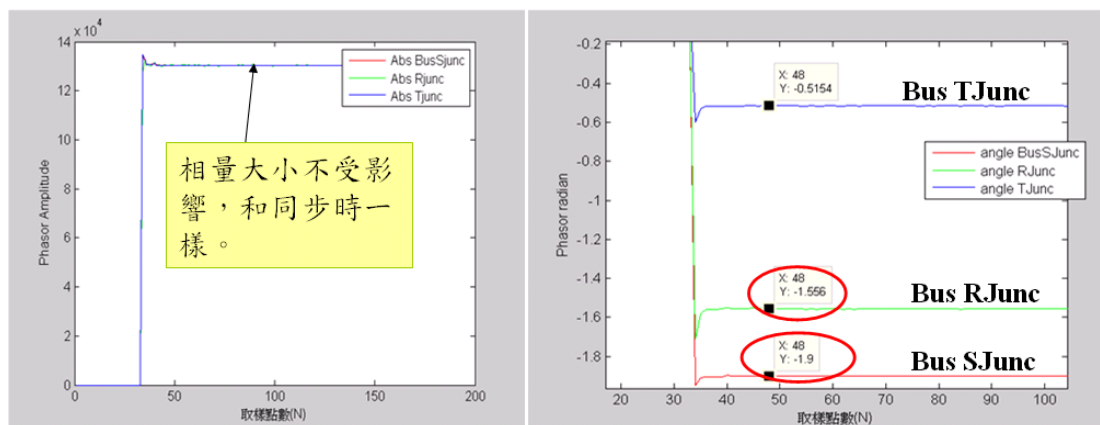 x 10⁴
14
12
10
8
6
4
2
0
0
50
100
150
200
Phasor Amplitude
取樣點數(N)
Abs BusSjunc
Abs Rjunc
Abs Tjunc
相量大小不受影
響，和同步時一
樣。
-0.2
-0.4
-0.6
-0.8
-1
-1.2
-1.4
-1.6
-1.8
20
30
40
50
60
70
80
90
100
Phasor radian
取樣點數(N)
X: 48
Y: -0.5154
Bus TJunc
angle BusSJunc
angle RJunc
angle TJunc
X: 48
Y: -1.556
Bus RJunc
X: 48
Y: -1.9
Bus SJunc